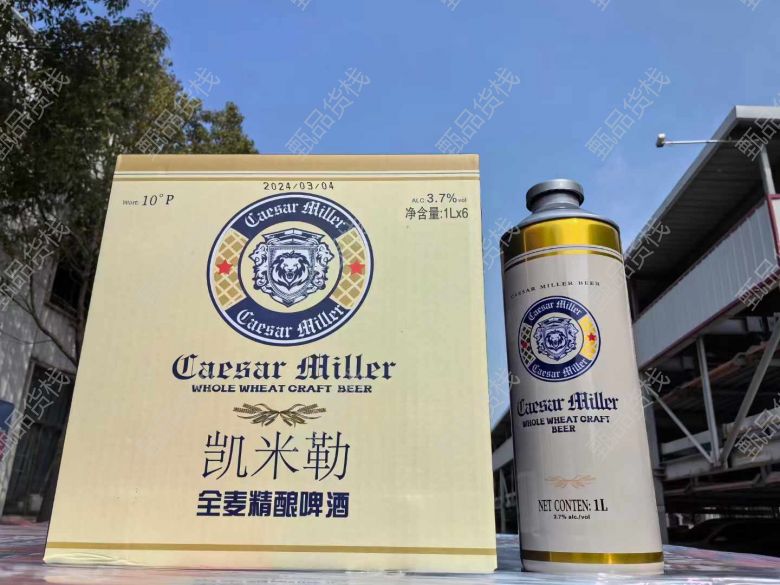 2024/03/04
Wort: 10°P
ALC 3.7%vol
净含量:1Lx6
Caesar Miller
Caesar Miller
Caesar Miller
WHOLE WHEAT CRAFT BEER
凯米勒
全麦精酿啤酒
CAESAR MILLER BEER
Caesar Miller
Caesar Miller
Caesar Miller
WHOLE WHEAT CRAFT
BEER
NET CONTEN: 1L
3.7% alc./vol
甄品货栈